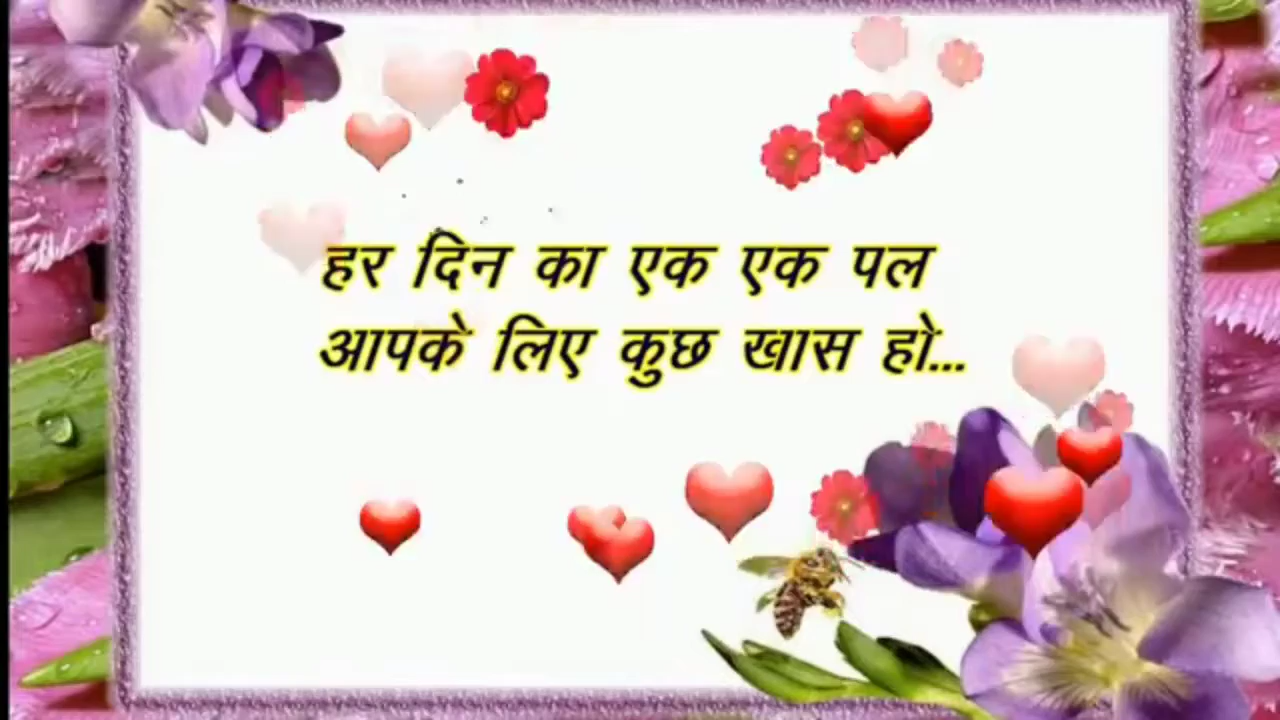 हर दिन का एक एक पल
आपके लिए कुछ खास हो...